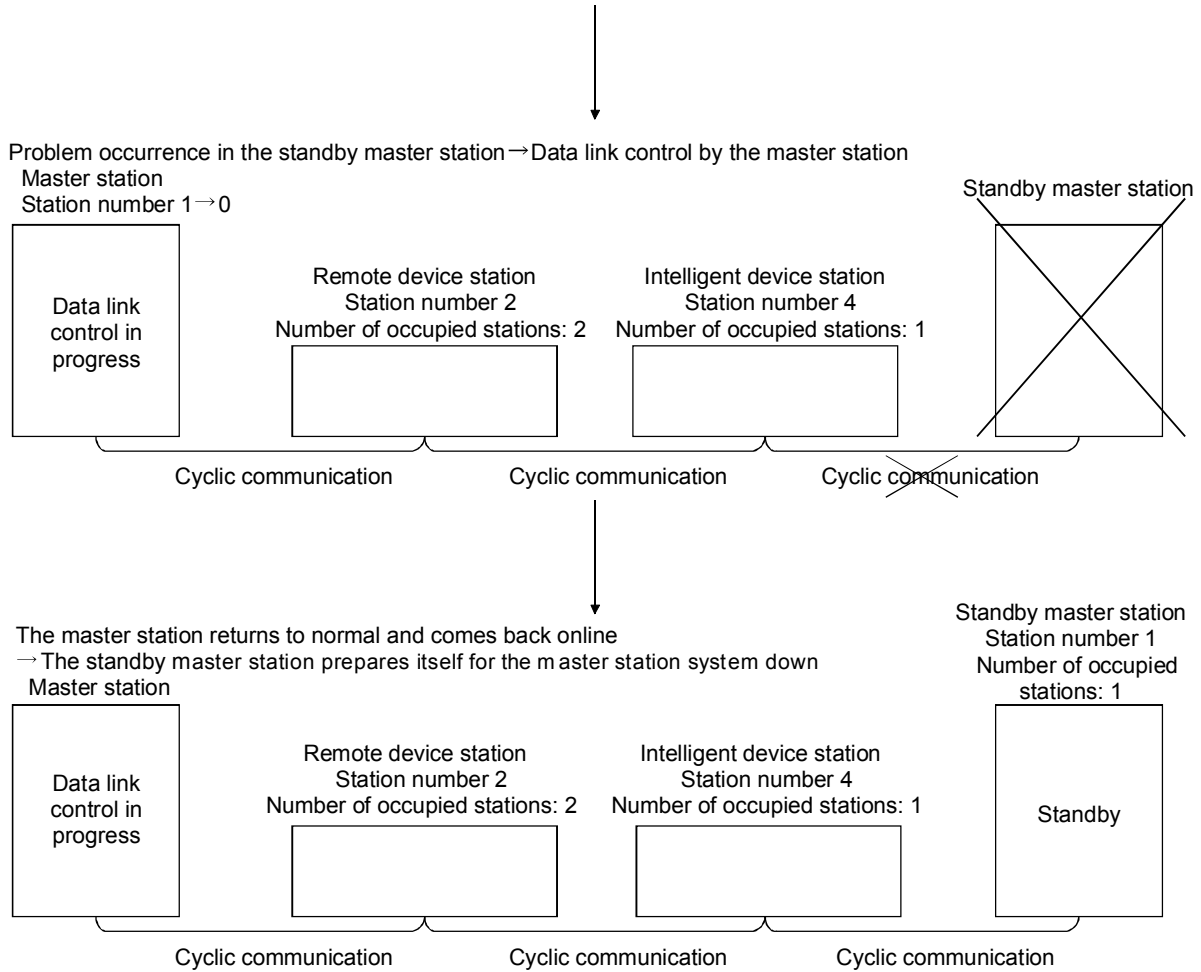 Problem occurrence in the standby master station→Data link control by the master station
Master station
Station number 1→0
Standby master station
Data link
control in
progress
Remote device station
Station number 2
Number of occupied stations: 2
Intelligent device station
Station number 4
Number of occupied stations: 1
Cyclic communication
Cyclic communication
Cyclic communication
The master station returns to normal and comes back online
→The standby master station prepares itself for the master station system down
Master station
Standby master station
Station number 1
Number of occupied
stations: 1
Data link
control in
progress
Remote device station
Station number 2
Number of occupied stations: 2
Intelligent device station
Station number 4
Number of occupied stations: 1
Standby
Cyclic communication
Cyclic communication
Cyclic communication